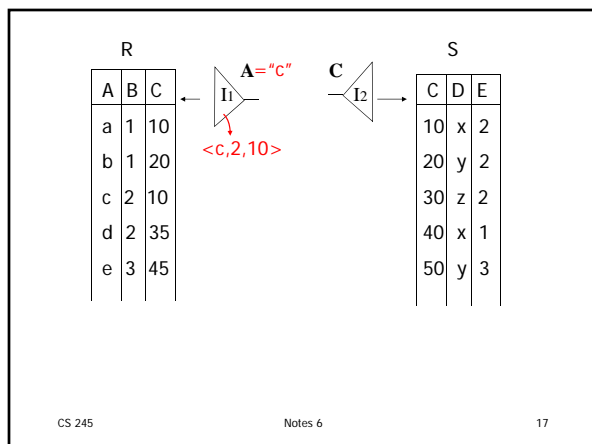 R S
A="c" C
I1 I2
A B C C D E
<c,2,10>
a 1 10 10 x 2
b 1 20 20 y 2
c 2 10 30 z 2
d 2 35 40 x 1
e 3 45 50 y 3
CS 245 Notes 6 17